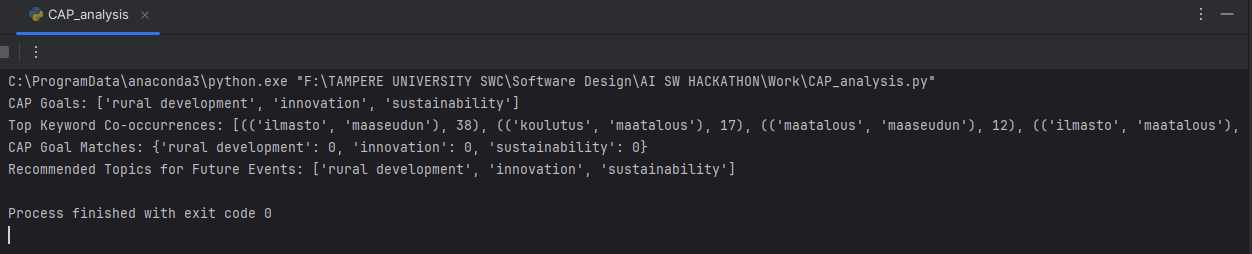 CAP_analysis
C:\ProgramData\anaconda3\python.exe "F:\TAMPERE UNIVERSITY SWC\Software Design\AI SW HACKATHON\Work\CAP_analysis.py"
CAP Goals: ['rural development', 'innovation', 'sustainability']
Top Keyword Co-occurrences: [(('ilmasto', 'maaseudun'), 38), (('koulutus', 'maatalous'), 17), (('maatalous', 'maaseudun'), 12), (('ilmasto', 'maatalous'),
CAP Goal Matches: {'rural development': 0, 'innovation': 0, 'sustainability': 0}
Recommended Topics for Future Events: ['rural development', 'innovation', 'sustainability']
Process finished with exit code 0